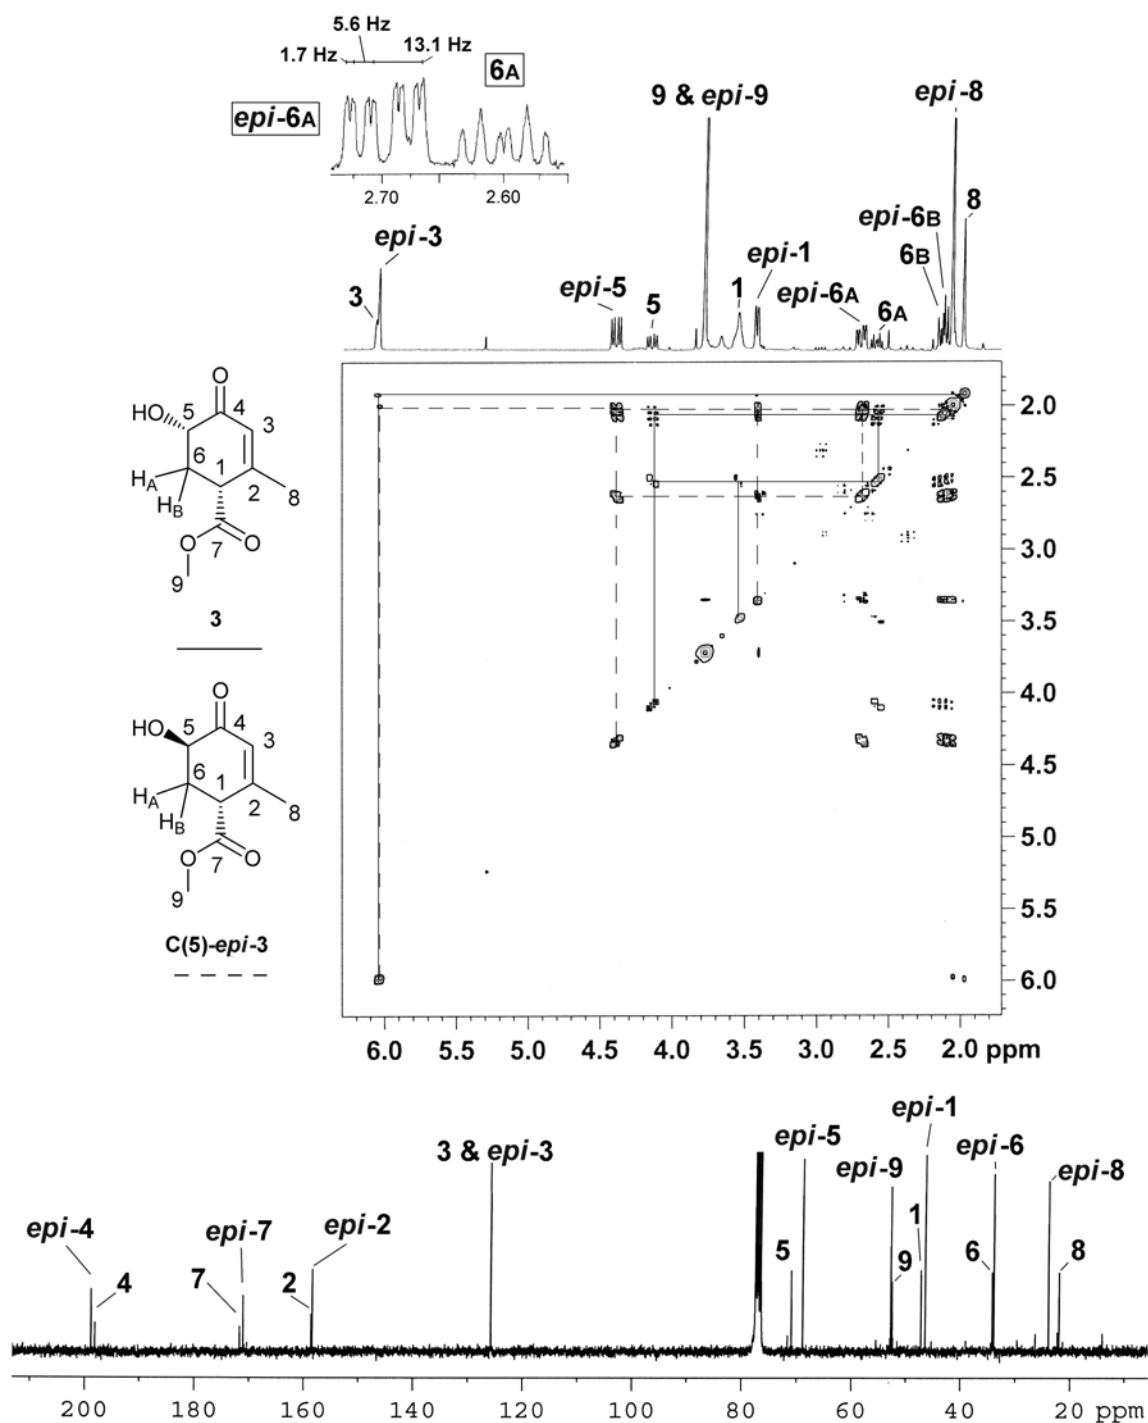 5.6 Hz
1.7 Hz
13.1 Hz
6A
epi-6A
2.70
2.60
9 & epi-9
epi-8
8
epi-6B
6B
epi-3
3
epi-5
5
1
epi-1
epi-6A
6A
O
HO
5
4
3
6
1
2
8
HA
HB
O
7
O
9
3
O
HO
5
4
3
6
1
2
8
HA
HB
O
7
O
9
C(5)-epi-3
2.0
2.5
3.0
3.5
4.0
4.5
5.0
5.5
6.0
6.0 5.5 5.0 4.5 4.0 3.5 3.0 2.5 2.0 ppm
epi-4
4
7
epi-7
2
epi-2
3 & epi-3
5
epi-5
epi-9
9
1
epi-1
6
epi-6
epi-8
8
200 180 160 140 120 100 80 60 40 20 ppm